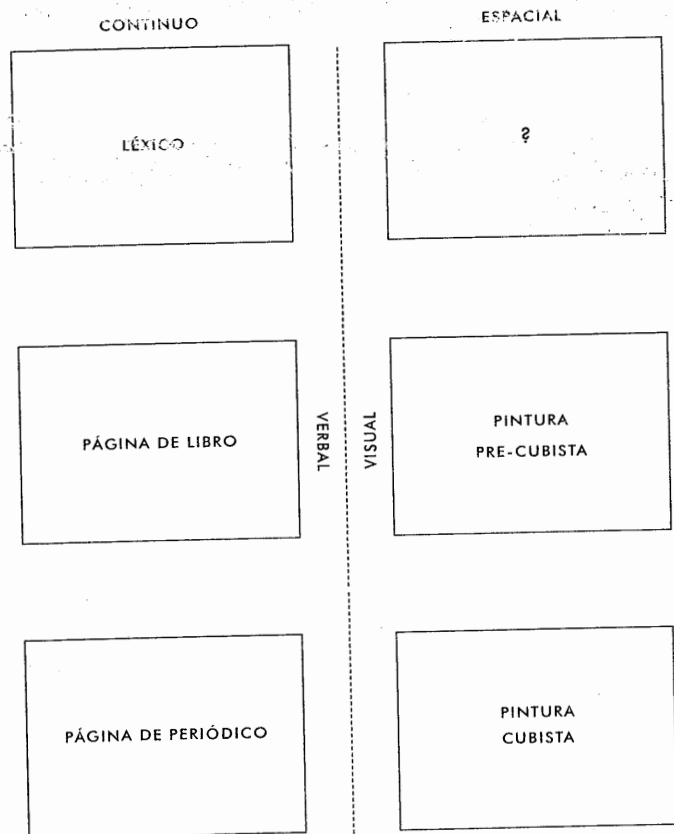 CONTINUO
ESPACIAL
LÉXICO
?
PÁGINA DE LIBRO
VERBAL
VISUAL
PINTURA
PRE-CUBISTA
PÁGINA DE PERIÓDICO
PINTURA
CUBISTA